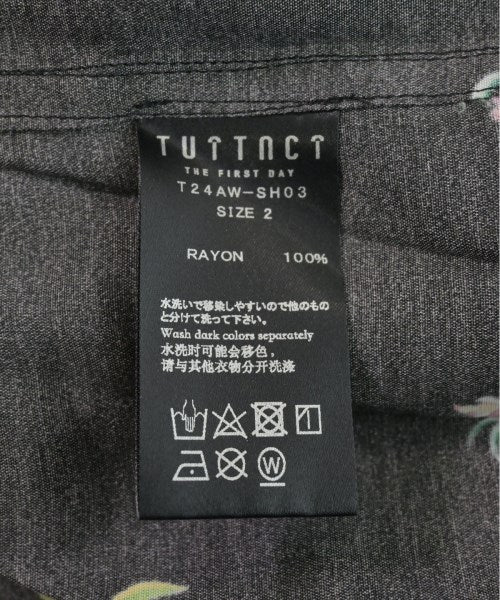 TUTTACT
THE FIRST DAY
T24AW-SH03
SIZE 2
RAYON 100%
水洗いで移染しやすいので他のもの
と分けて洗って下さい。
Wash dark colors separately
水洗时可能会移色，
请与其他衣物分开洗涤
W